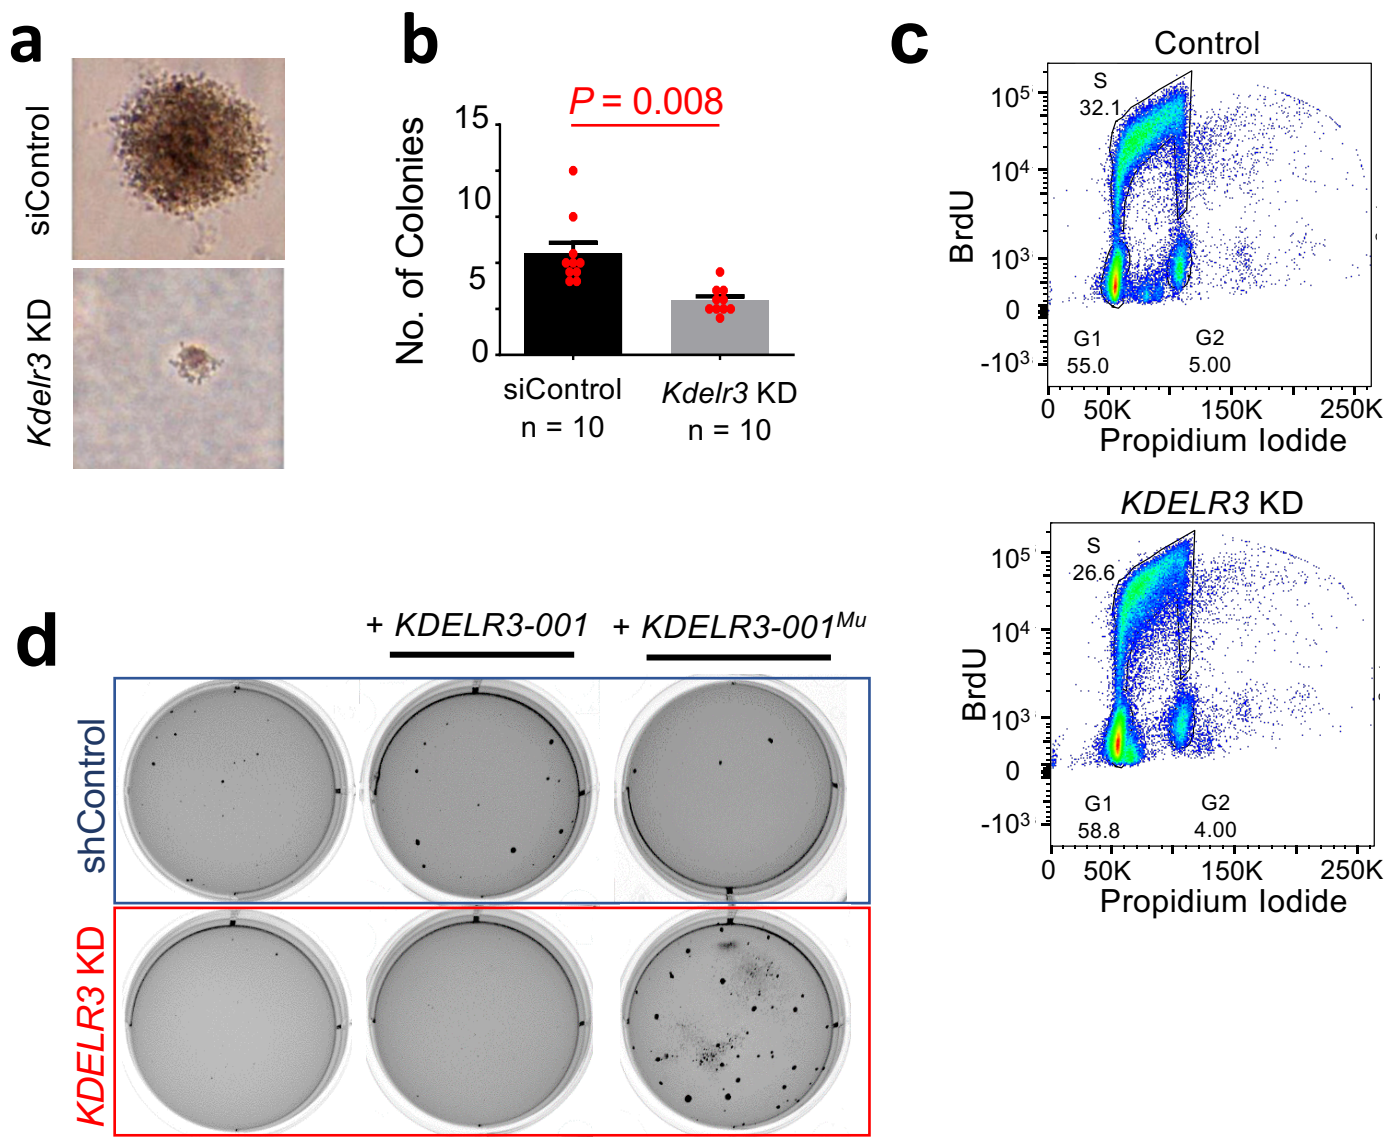 a
siControl
Kdelr3 KD
b
P = 0.008
No. of Colonies
15
10
5
0
siControl
n = 10
Kdelr3 KD
n = 10
c
Control
S
32.1
BrdU
10⁵
10⁴
10³
0
-10³
G1
55.0
G2
5.00
0 50K 150K 250K
Propidium Iodide
KDELR3 KD
S
26.6
BrdU
10⁵
10⁴
10³
0
-10³
G1
58.8
G2
4.00
0 50K 150K 250K
Propidium Iodide
d
+ KDELR3-001
+ KDELR3-001ᴹᵘ
shControl
KDELR3 KD